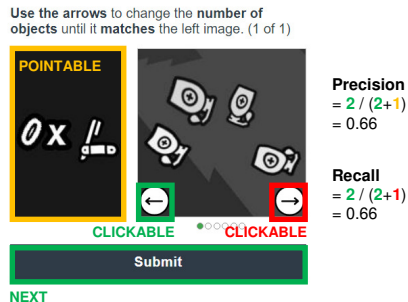 Use the arrows to change the number of
objects until it matches the left image. (1 of 1)
POINTABLE
0 x
← →
CLICKABLE CLICKABLE
Submit
NEXT
Precision
= 2 / (2+1)
= 0.66
Recall
= 2 / (2+1)
= 0.66